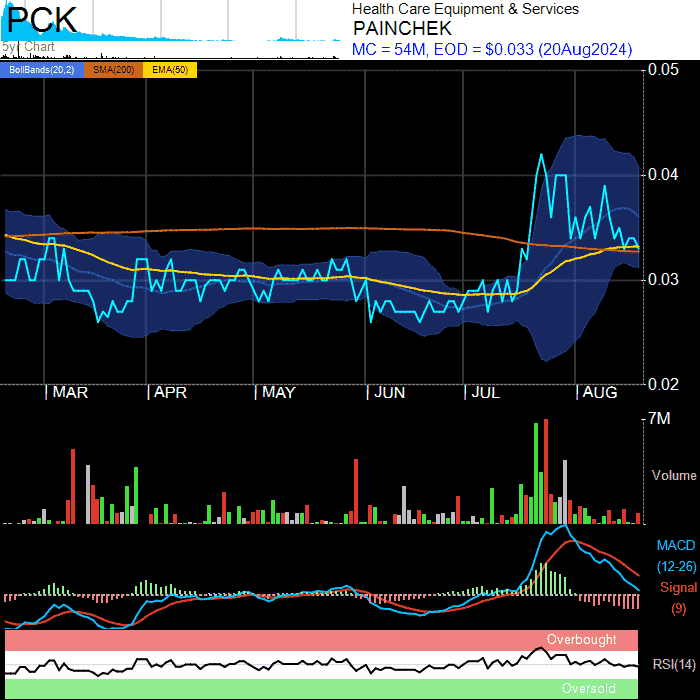 PCK
5yr Chart
Health Care Equipment & Services
PAINCHEK
MC = 54M, EOD = $0.033 (20Aug2024)
BollBands(20,2) SMA(200) EMA(50)
0.05
0.04
0.03
0.02
MAR APR MAY JUN JUL AUG
7M
Volume
MACD
(12-26)
Signal
(9)
Overbought
RSI(14)
Oversold